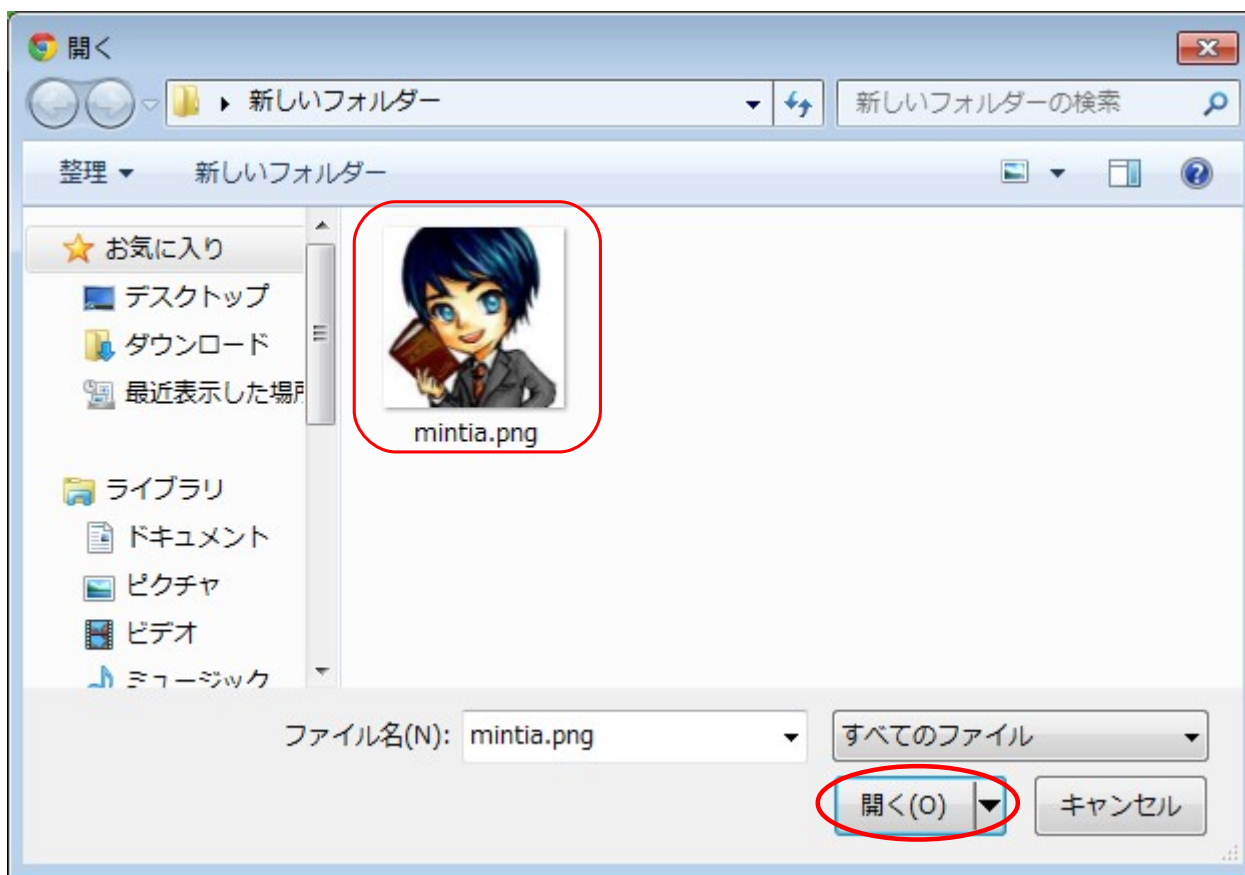 開く
新しいフォルダー
新しいフォルダーの検索
整理
新しいフォルダー
お気に入り
デスクトップ
ダウンロード
最近表示した場所
ライブラリ
ドキュメント
ピクチャ
ビデオ
ミュージック
mintia.png
ファイル名(N): mintia.png
すべてのファイル
開く(O)
キャンセル